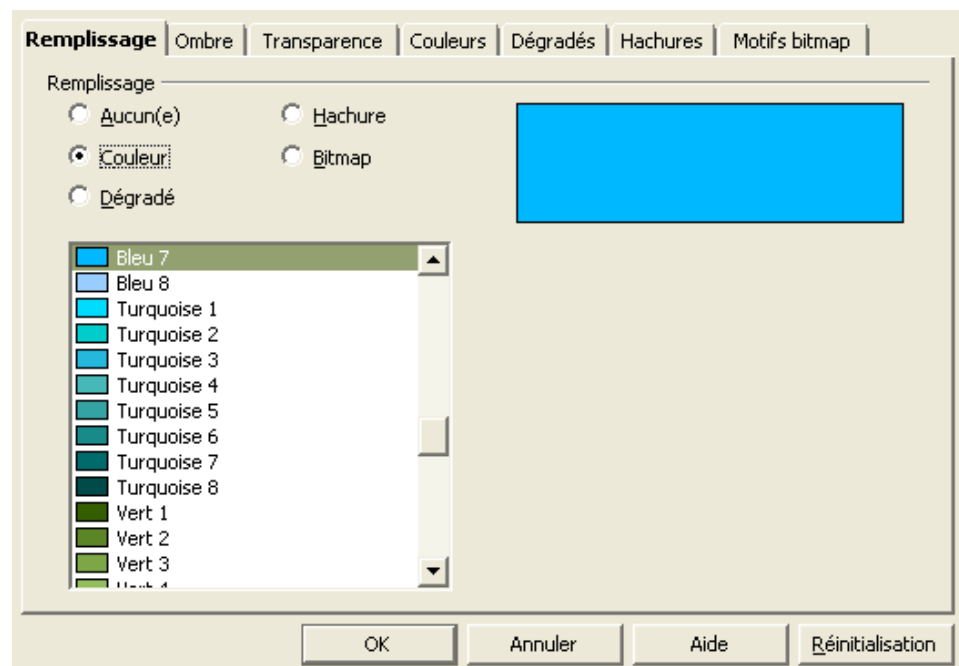 Remplissage Ombre Transparence Couleurs Dégradés Hachures Motifs bitmap
Remplissage
Aucun(e) Hachure
Couleur Bitmap
Dégradé
Bleu 7
Bleu 8
Turquoise 1
Turquoise 2
Turquoise 3
Turquoise 4
Turquoise 5
Turquoise 6
Turquoise 7
Turquoise 8
Vert 1
Vert 2
Vert 3
OK Annuler Aide Réinitialisation